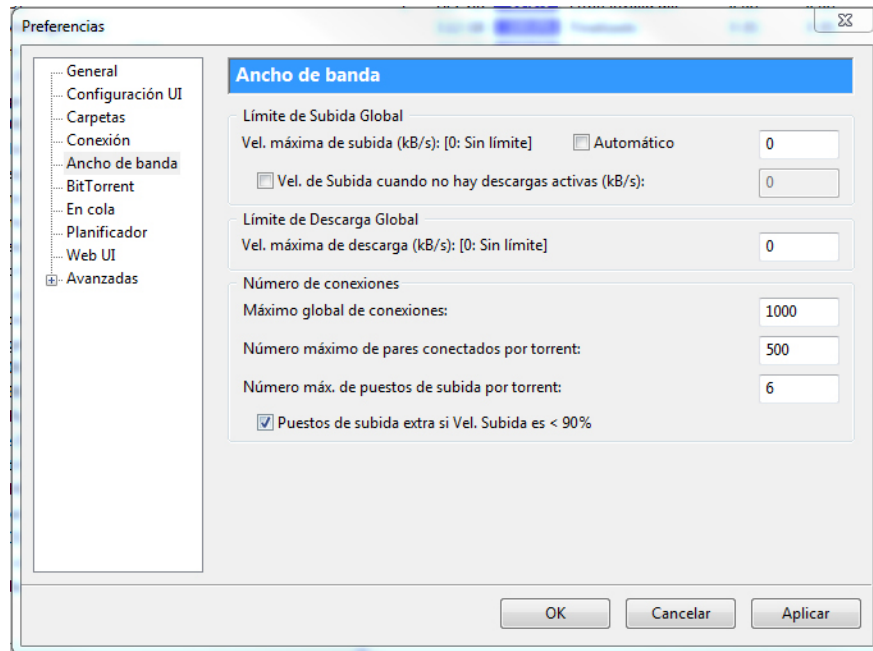 Preferencias
General
Configuración UI
Carpetas
Conexión
Ancho de banda
BitTorrent
En cola
Planificador
Web UI
Avanzadas
Ancho de banda
Límite de Subida Global
Vel. máxima de subida (kB/s): [0: Sin límite] Automático 0
Vel. de Subida cuando no hay descargas activas (kB/s): 0
Límite de Descarga Global
Vel. máxima de descarga (kB/s): [0: Sin límite] 0
Número de conexiones
Máximo global de conexiones: 1000
Número máximo de pares conectados por torrent: 500
Número máx. de puestos de subida por torrent: 6
Puestos de subida extra si Vel. Subida es < 90%
OK Cancelar Aplicar